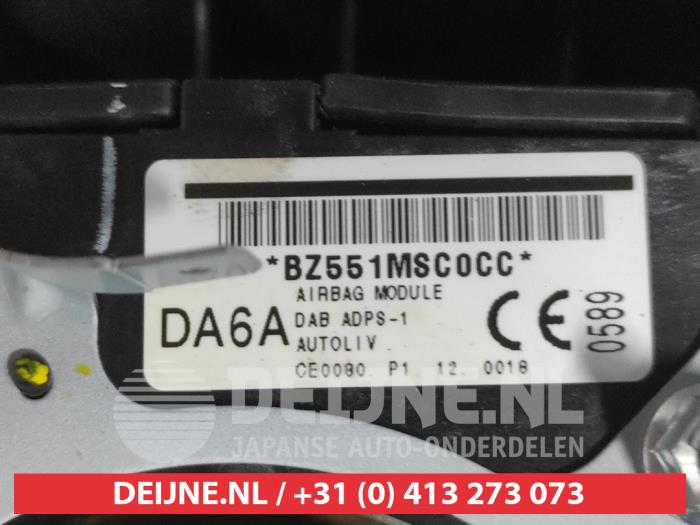 *BZ551MSC0CC*
AIRBAG MODULE
DA6A DAB ADPS-1
AUTOLIV
CE0080. P1. 12. 0018
CE 0589
DEIJNE.NL
JAPANSE AUTO-ONDERDELEN
DEIJNE.NL / +31 (0) 413 273 073